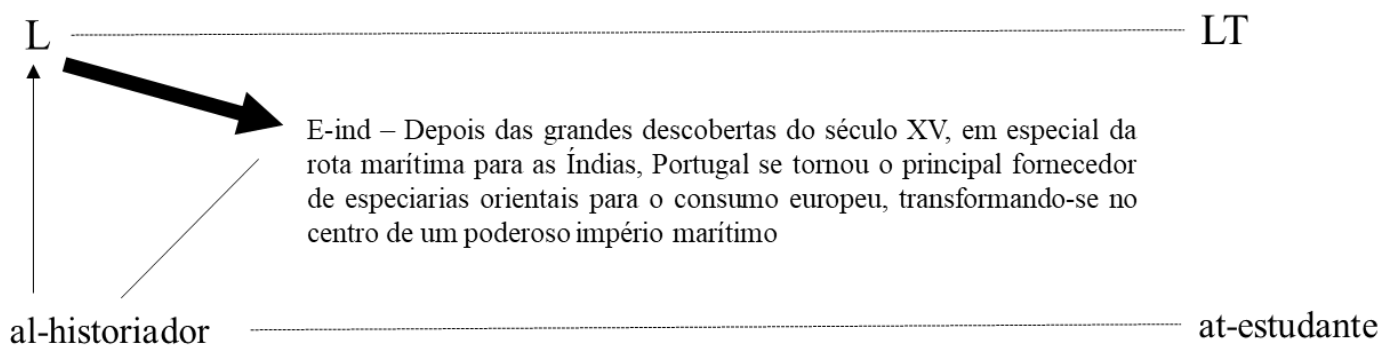 L LT
E-ind – Depois das grandes descobertas do século XV, em especial da
rota marítima para as Índias, Portugal se tornou o principal fornecedor
de especiarias orientais para o consumo europeu, transformando-se no
centro de um poderoso império marítimo
al-historiador at-estudante